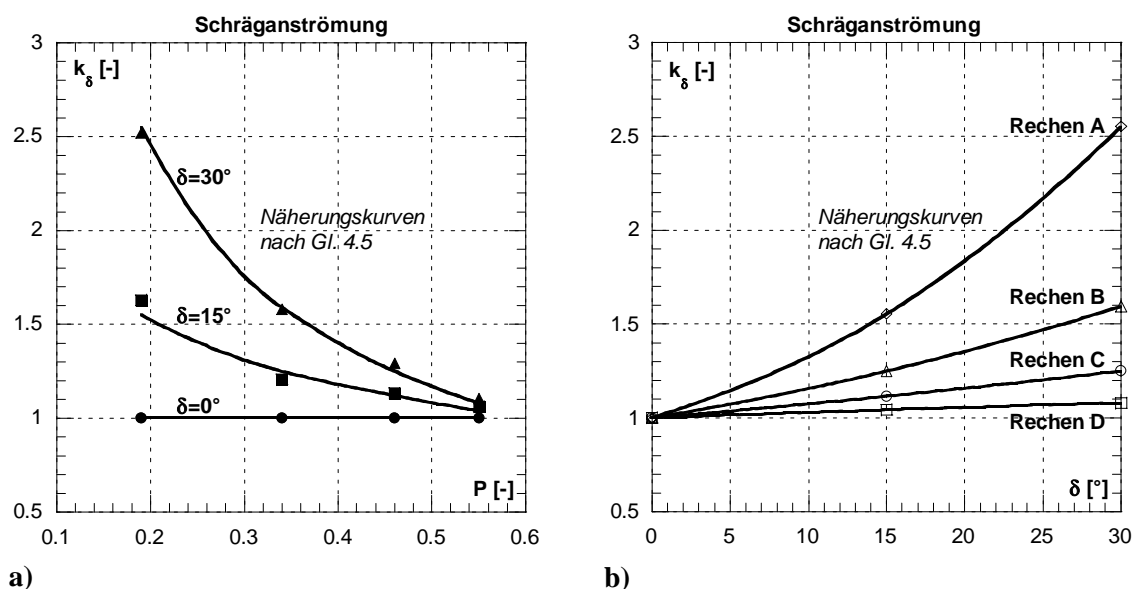 Schräganströmung
3
kδ [-]
2.5
δ=30°
2
Näherungskurven
nach Gl. 4.5
δ=15°
1.5
δ=0°
1
P [-]
0.5
0.1 0.2 0.3 0.4 0.5 0.6
a)
Schräganströmung
3
kδ [-]
2.5
Rechen A
2
Näherungskurven
nach Gl. 4.5
Rechen B
1.5
Rechen C
1
Rechen D
δ [°]
0.5
0 5 10 15 20 25 30
b)